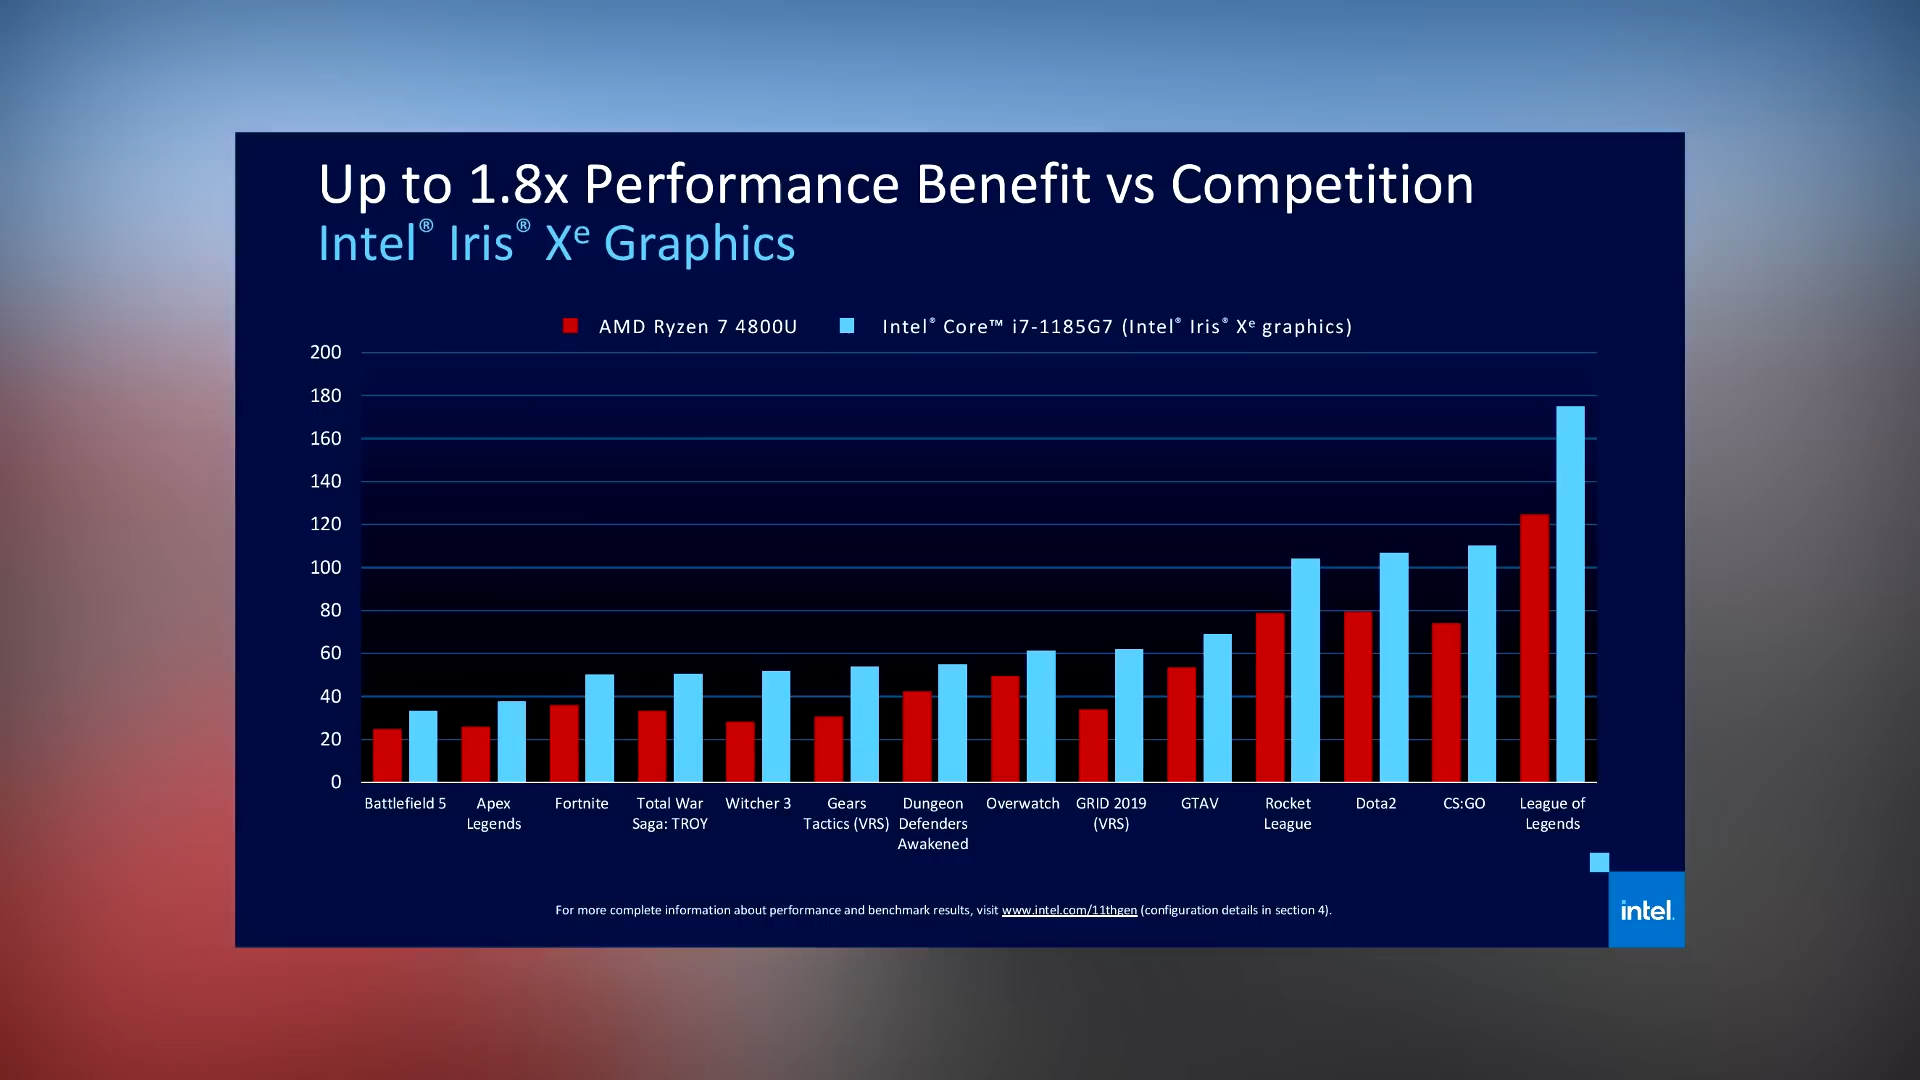 Up to 1.8x Performance Benefit vs Competition
Intel® Iris® Xᵉ Graphics
AMD Ryzen 7 4800U
Intel® Core™ i7-1185G7 (Intel® Iris® Xᵉ graphics)
200
180
160
140
120
100
80
60
40
20
0
Battlefield 5
Apex
Legends
Fortnite
Total War
Saga: TROY
Witcher 3
Gears
Tactics (VRS)
Dungeon
Defenders
Awakened
Overwatch
GRID 2019
(VRS)
GTAV
Rocket
League
Dota2
CS:GO
League of
Legends
For more complete information about performance and benchmark results, visit www.intel.com/11thgen (configuration details in section 4).
intel.